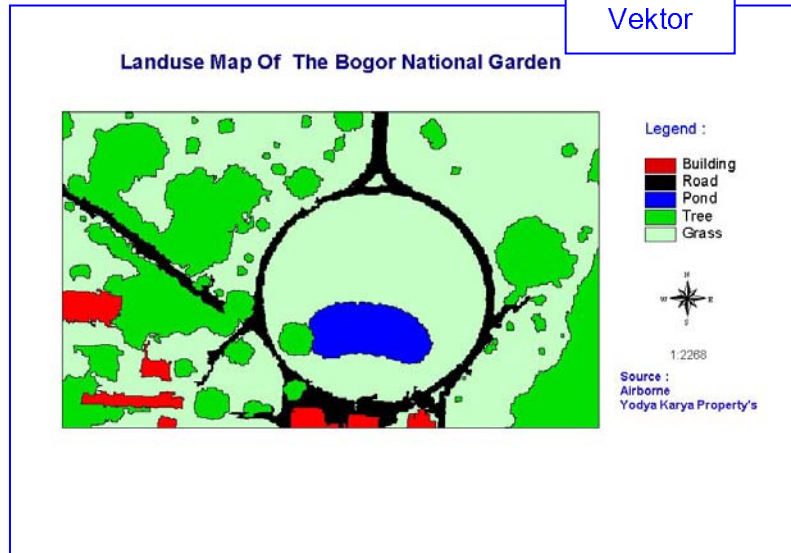 Vektor
Landuse Map Of The Bogor National Garden
Legend :
Building
Road
Pond
Tree
Grass
N
W E
S
1:2268
Source :
Airborne
Yodya Karya Property's